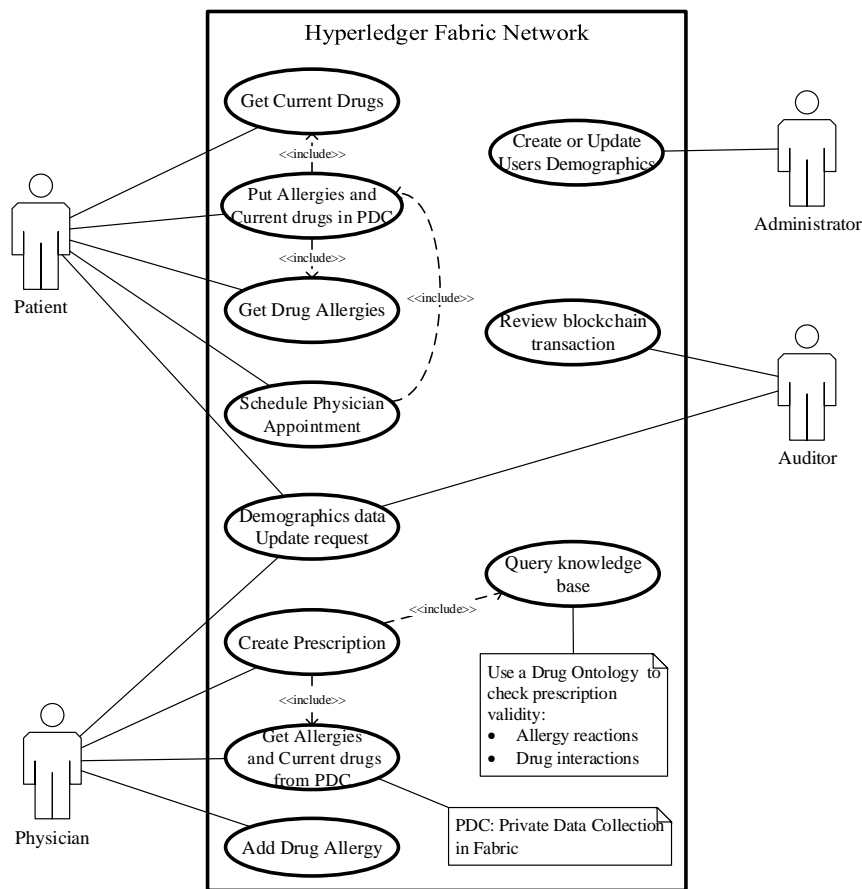 Hyperledger Fabric Network
Get Current Drugs
<<include>>
Put Allergies and
Current drugs in PDC
<<include>>
Get Drug Allergies
<<include>>
Schedule Physician
Appointment
Demographics data
Update request
Create Prescription
<<include>>
<<include>>
Get Allergies
and Current drugs
from PDC
Add Drug Allergy
Create or Update
Users Demographics
Review blockchain
transaction
Query knowledge
base
Use a Drug Ontology to
check prescription
validity:
• Allergy reactions
• Drug interactions
PDC: Private Data Collection
in Fabric
Patient
Physician
Administrator
Auditor